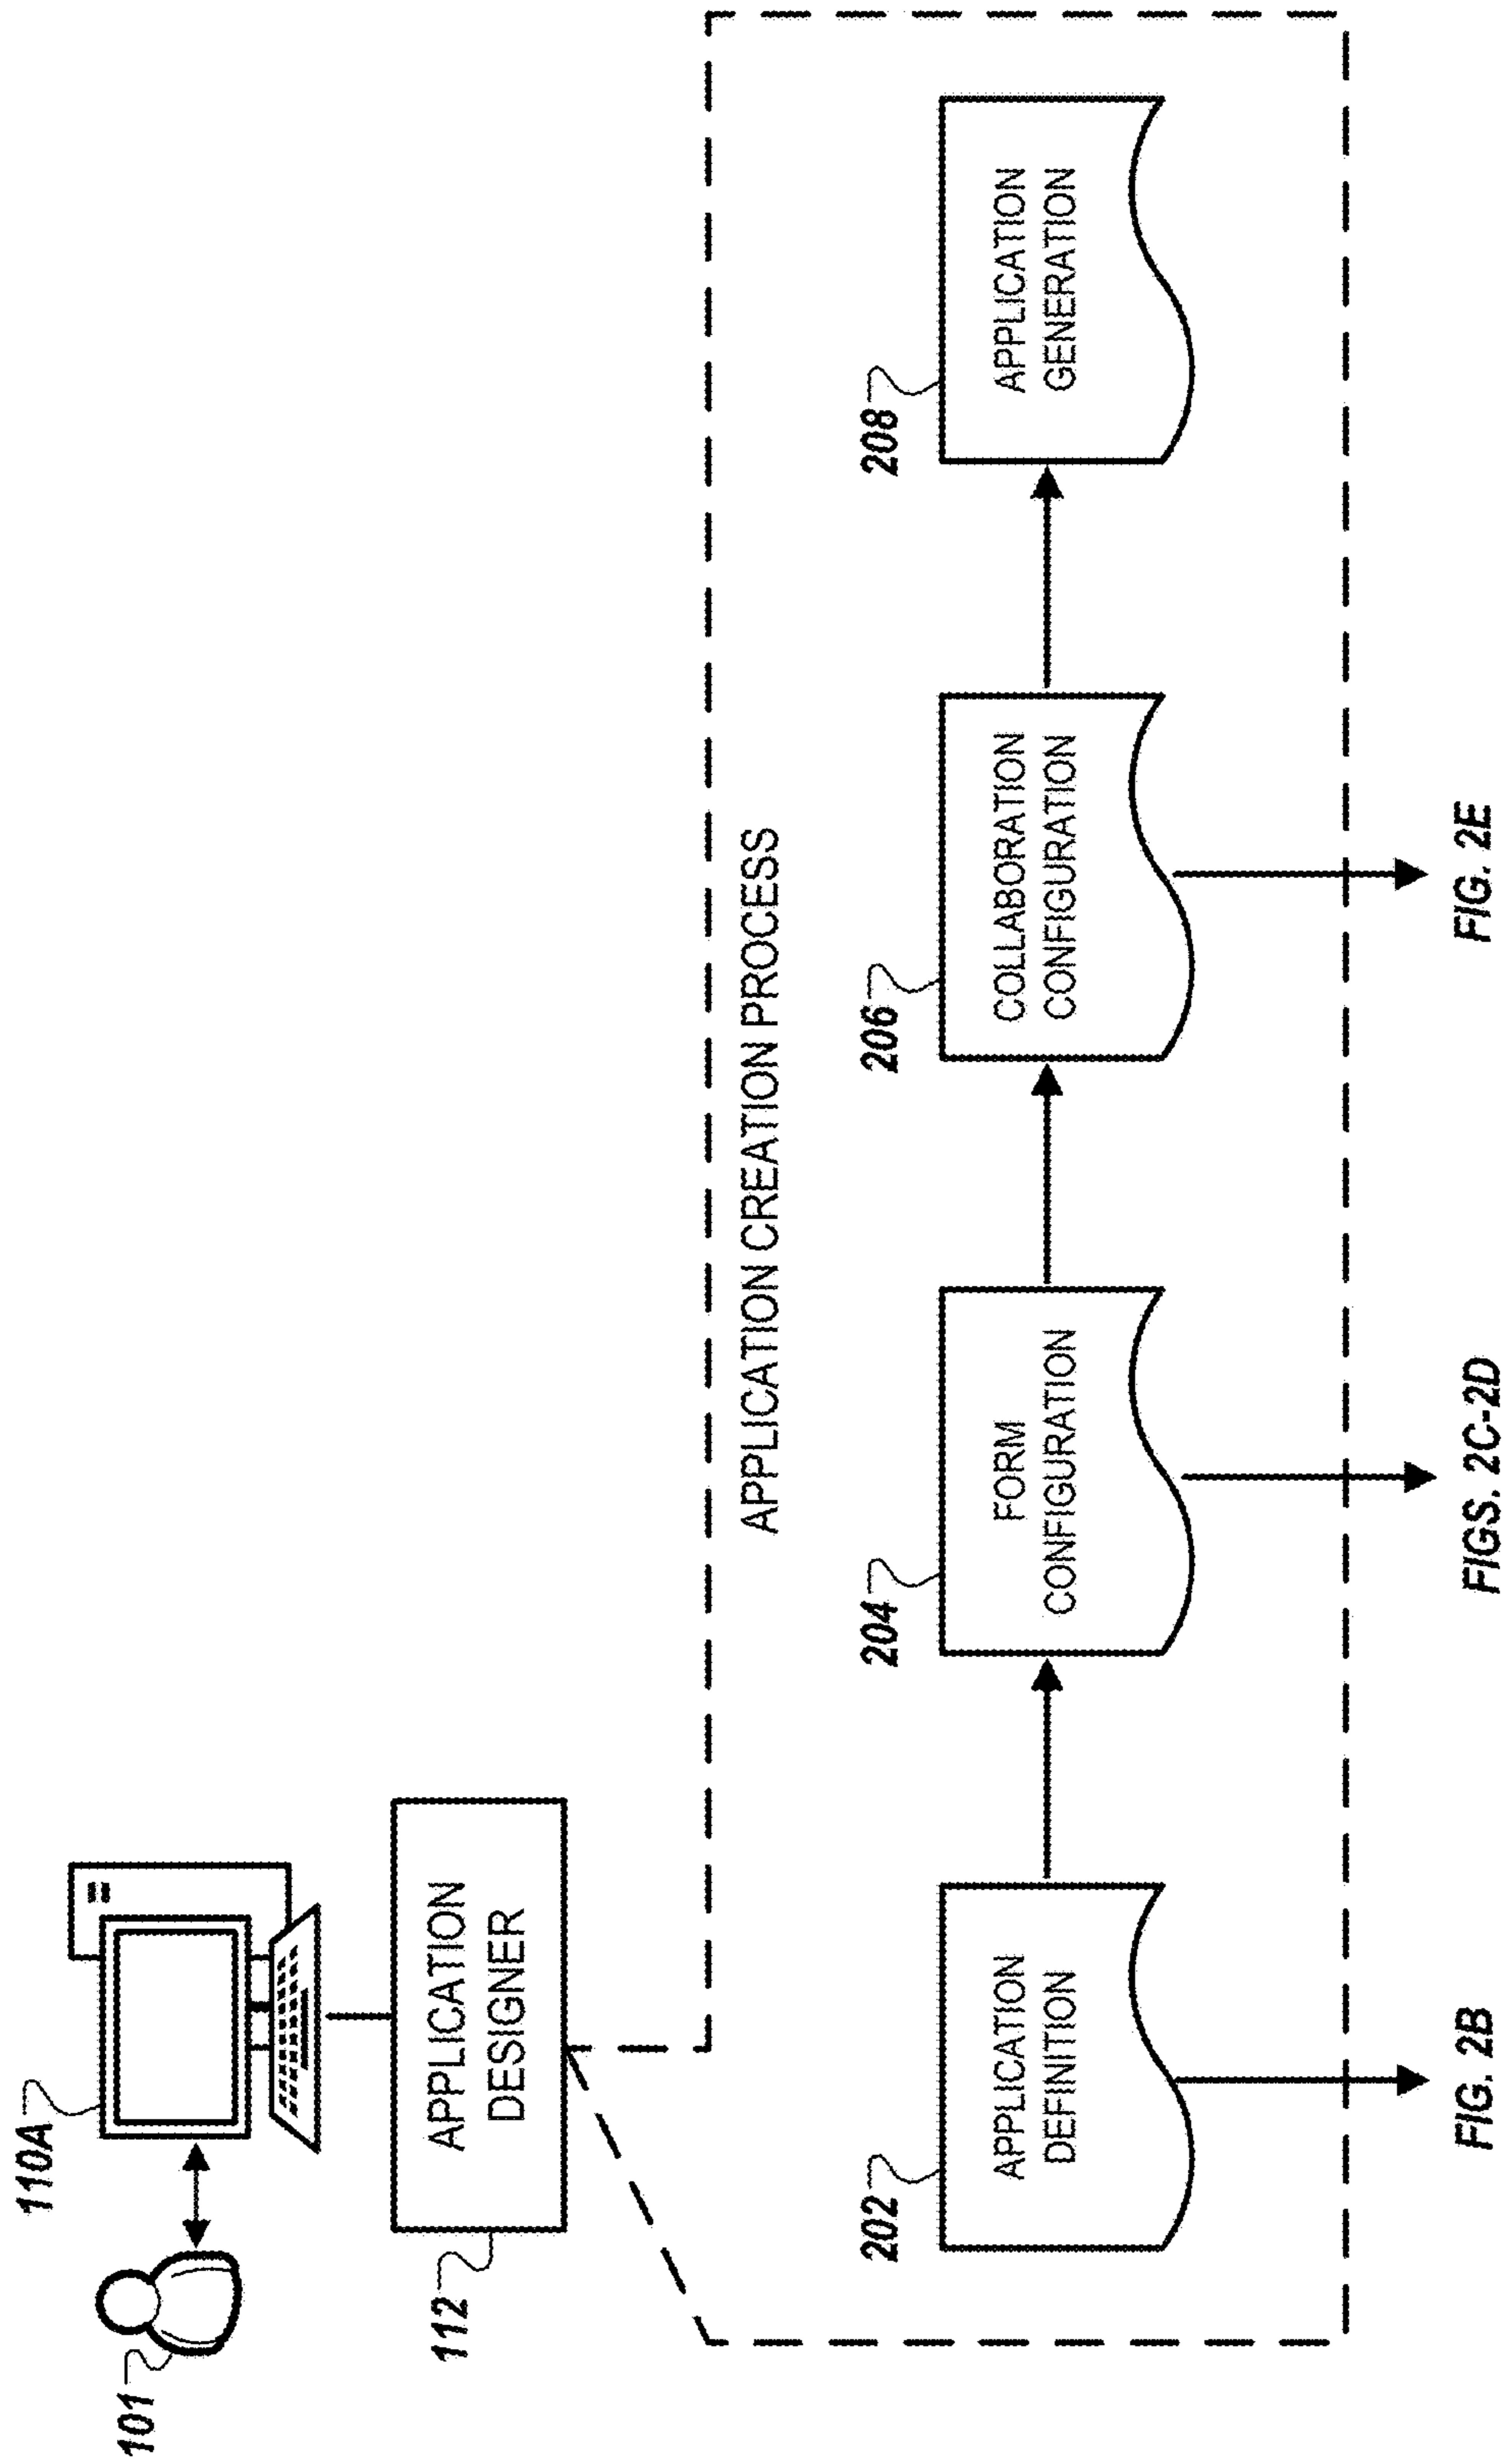 110A
101
APPLICATION
DESIGNER
112
APPLICATION CREATION PROCESS
202
APPLICATION
DEFINITION
204
FORM
CONFIGURATION
206
COLLABORATION
CONFIGURATION
208
APPLICATION
GENERATION
FIG. 2B
FIGS. 2C-2D
FIG. 2E